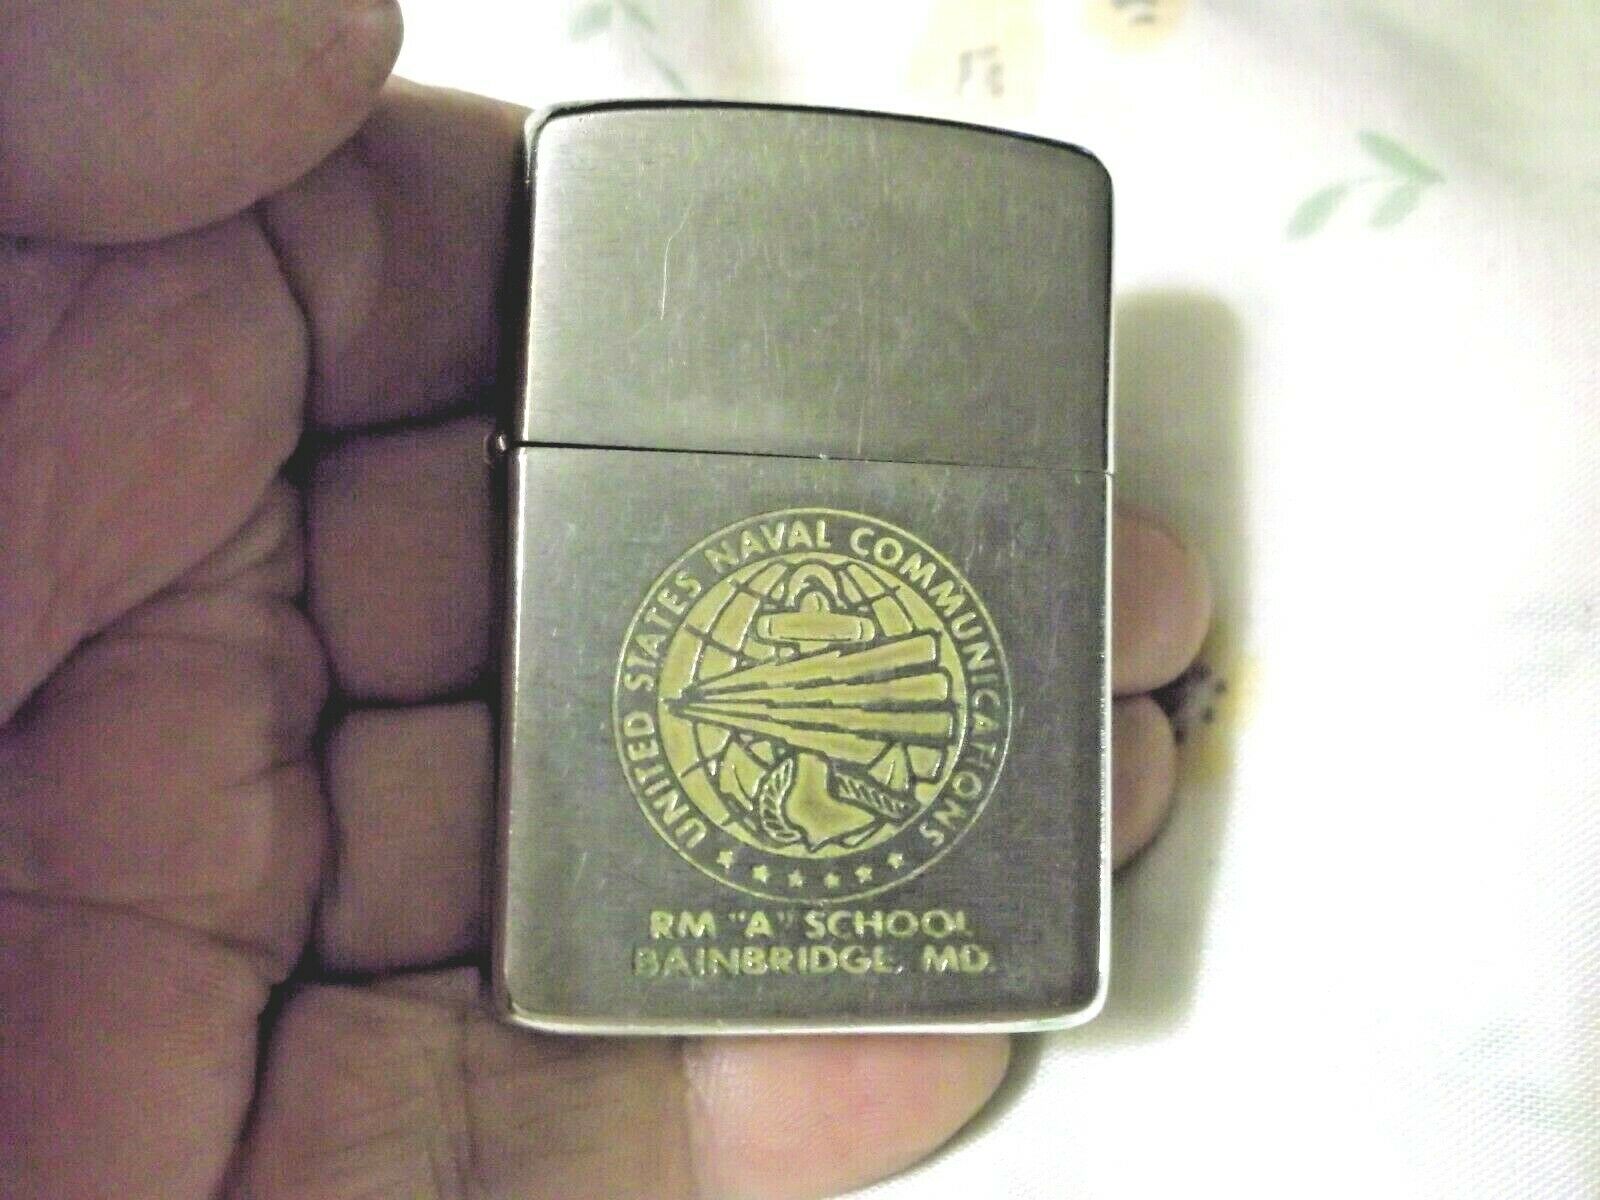 UNITED STATES NAVAL COMMUNICATIONS
RM "A" SCHOOL
BAINBRIDGE, MD.